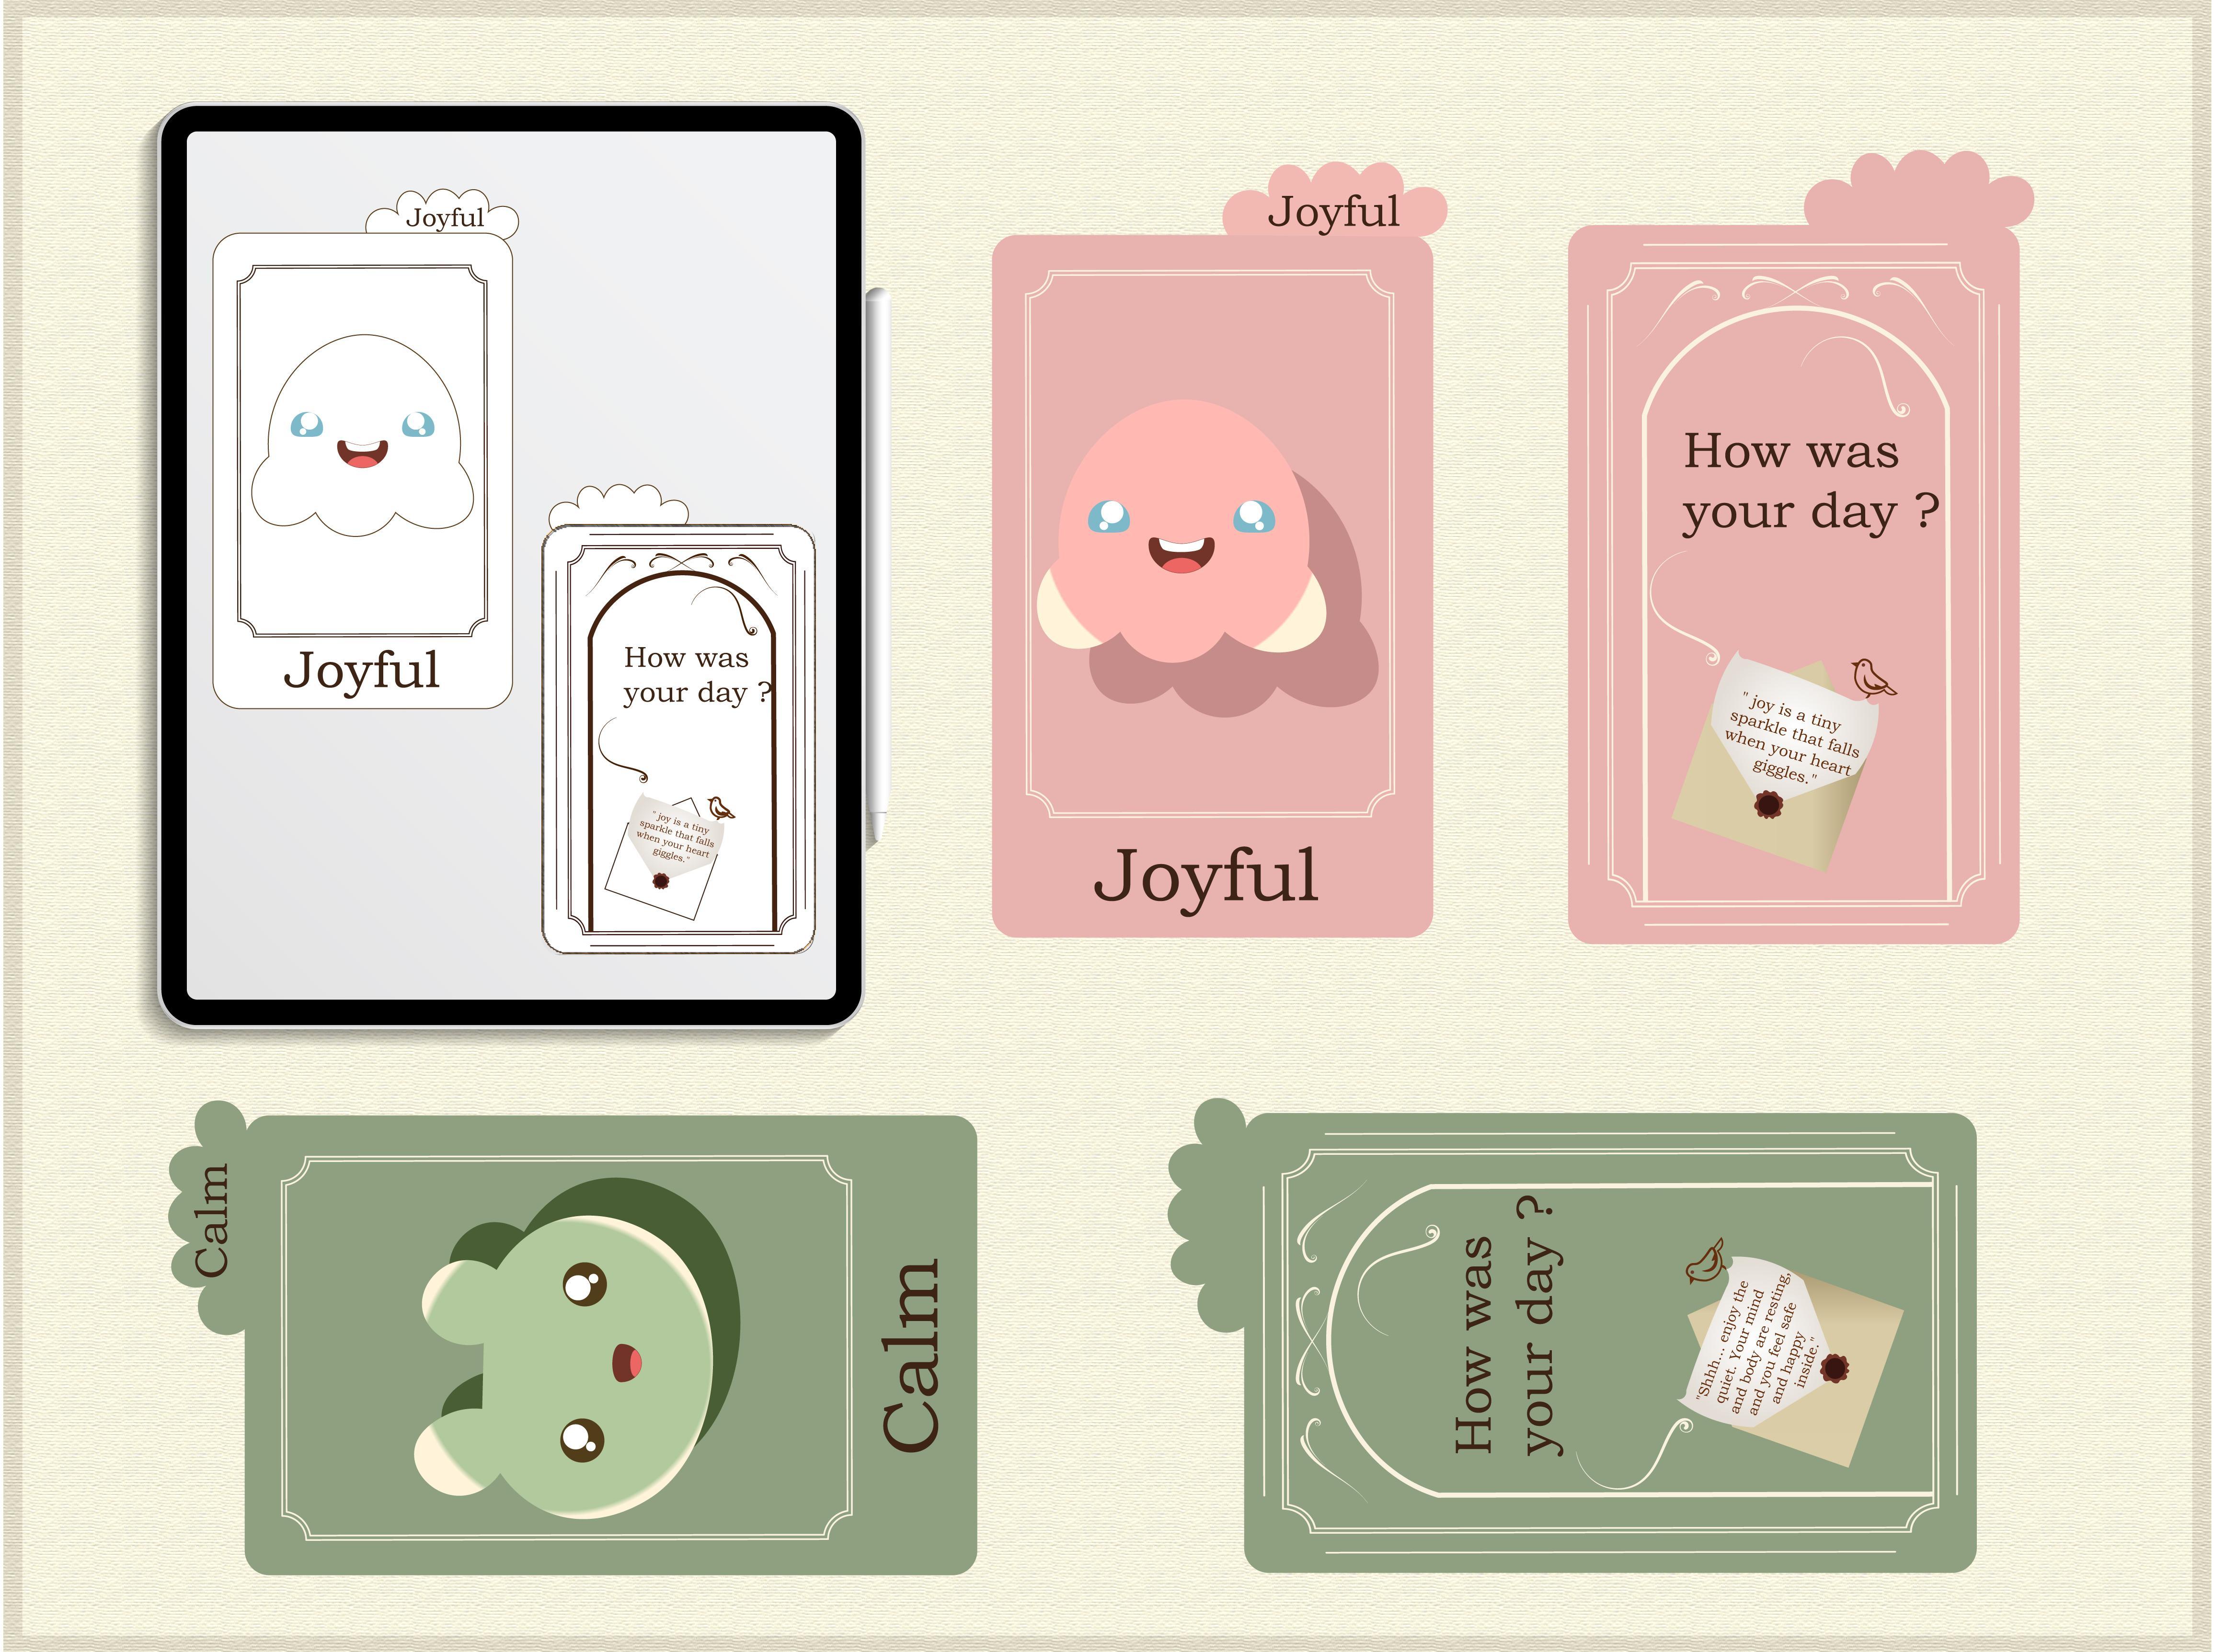 Joyful
Joyful
How was
your day ?
" joy is a tiny
sparkle that falls
when your heart
giggles."
Joyful
Joyful
How was
your day ?
" joy is a tiny
sparkle that falls
when your heart
giggles."
Calm
Calm
How was
your day ?
"Shhh... enjoy the
quiet. Your mind
and body are resting,
and you feel safe
and happy
inside."